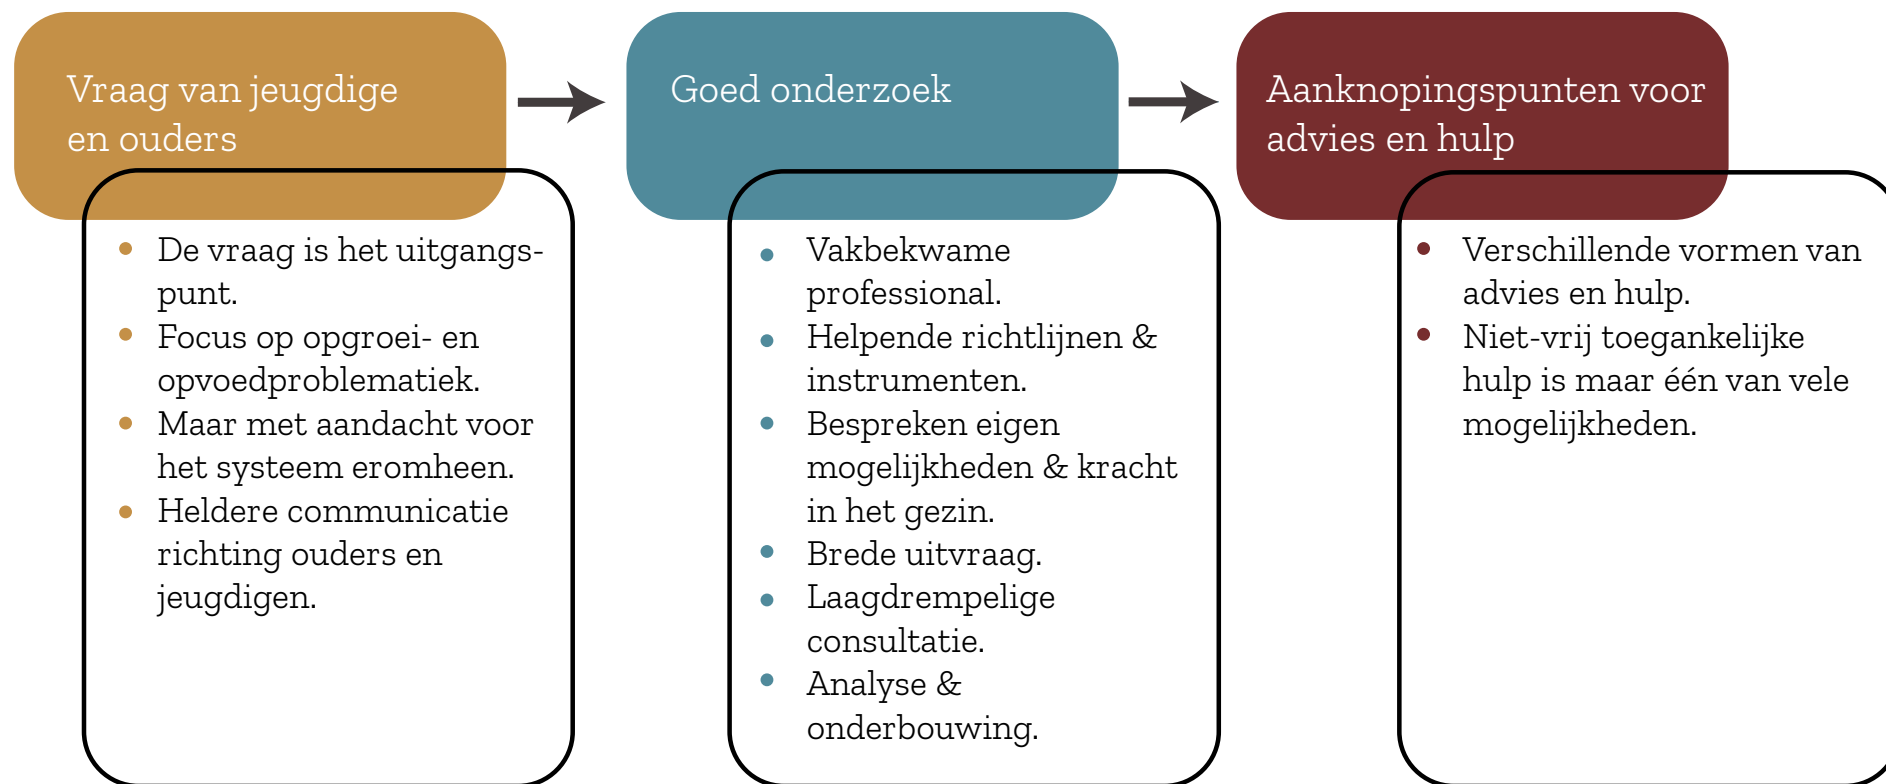 Vraag van jeugdige
en ouders
De vraag is het uitgangs-
punt.
Focus op opgroei- en
opvoedproblematiek.
Maar met aandacht voor
het systeem eromheen.
Heldere communicatie
richting ouders en
jeugdigen.
Goed onderzoek
Vakbekwame
professional.
Helpende richtlijnen &
instrumenten.
Bespreken eigen
mogelijkheden & kracht
in het gezin.
Brede uitvraag.
Laagdrempelige
consultatie.
Analyse &
onderbouwing.
Aanknopingspunten voor
advies en hulp
Verschillende vormen van
advies en hulp.
Niet-vrij toegankelijke
hulp is maar één van vele
mogelijkheden.